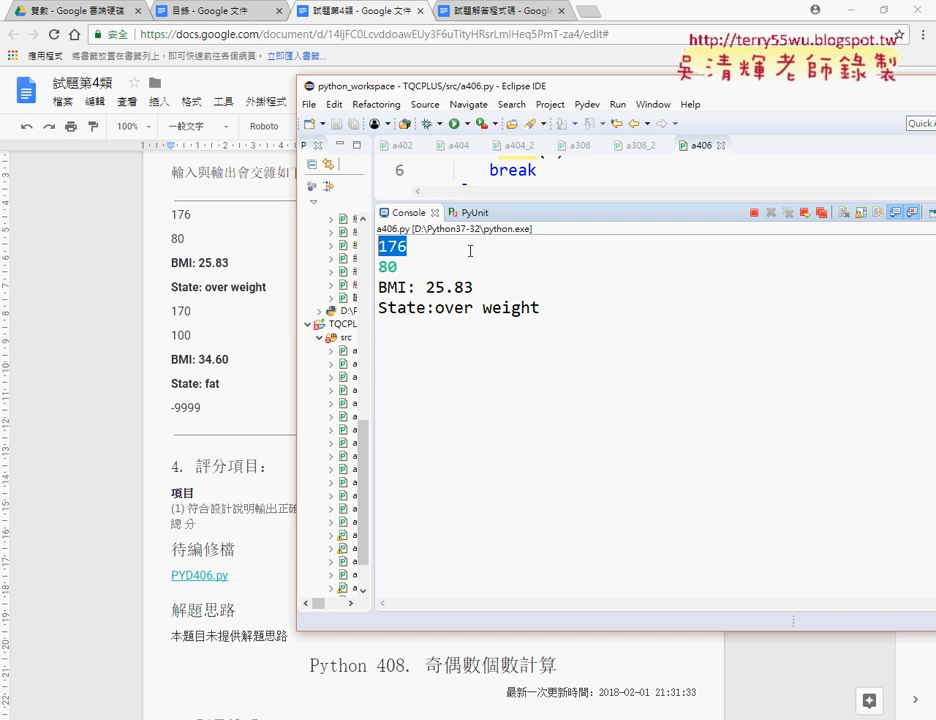 雙數 - Google 雲端硬碟
目錄 - Google 文件
試題第4類 - Google 文件
試題解答程式碼 - Goog
安全
https://docs.google.com/document/d/14IjFC0LcvddoawEUy3F6uTityHRsrLmlHeq5PmT-za4/edit#
http://terry55wu.blogspot.tw
吳清輝老師錄製
應用程式
將書籤放在書籤列上，即可快速前往各個網頁。
立即匯入書籤...
試題第4類
檔案 編輯 查看 插入 格式 工具 外掛程式
100%
一般文字
Roboto
python_workspace - TQCPLUS/src/a406.py - Eclipse IDE
File Edit Refactoring Source Navigate Search Project Pydev Run Window Help
Quick A
P
a402
a404
a404_2
a308
a308_2
a406
6
break
Console
PyUnit
a406.py [D:\Python37-32\python.exe]
176
80
BMI: 25.83
State:over weight
D:\P
TQCPL
src
輸入與輸出會交雜如下
176
80
BMI: 25.83
State: over weight
170
100
BMI: 34.60
State: fat
-9999
4. 評分項目:
項目
(1) 符合設計說明輸出正確
總 分
待編修檔
PYD406.py
解題思路
本題目未提供解題思路
Python 408. 奇偶數個數計算
最新一次更新時間: 2018-02-01 21:31:33